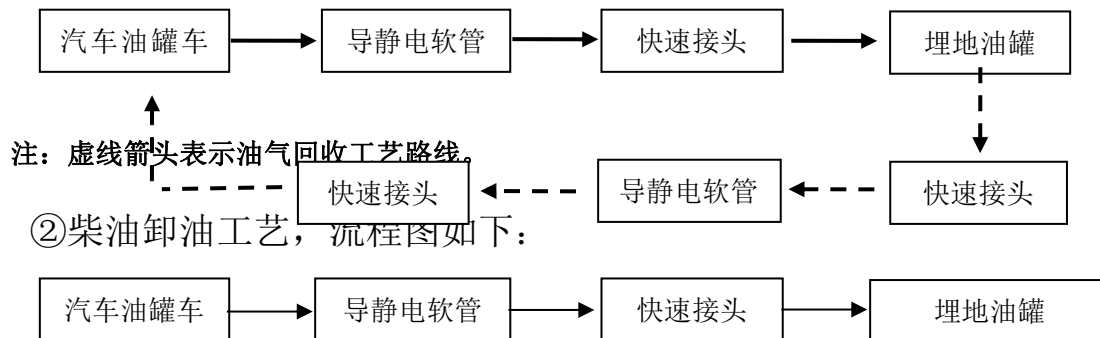 汽车油罐车 导静电软管 快速接头 埋地油罐
注：虚线箭头表示油气回收工艺路线。
快速接头 导静电软管 快速接头
②柴油卸油工艺，流程图如下：
汽车油罐车 导静电软管 快速接头 埋地油罐